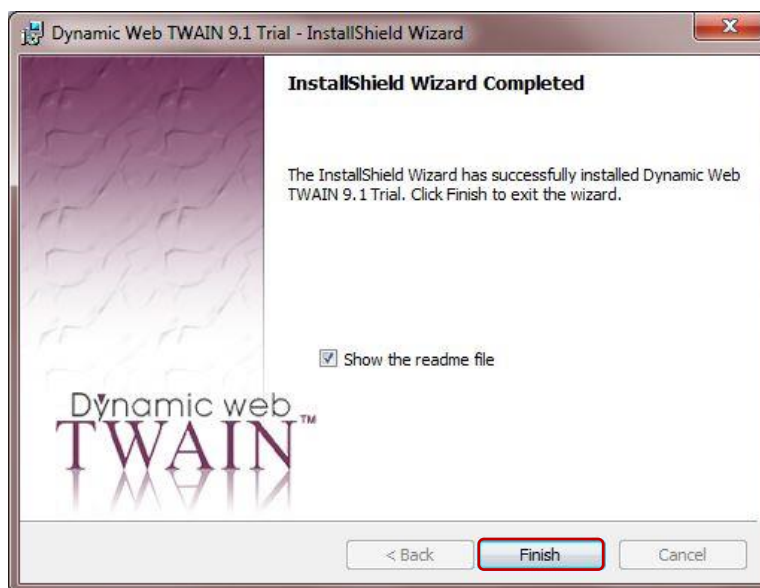 Dynamic Web TWAIN 9.1 Trial - InstallShield Wizard
InstallShield Wizard Completed
The InstallShield Wizard has successfully installed Dynamic Web
TWAIN 9.1 Trial. Click Finish to exit the wizard.
Show the readme file
Dynamic web
TWAIN™
< Back
Finish
Cancel